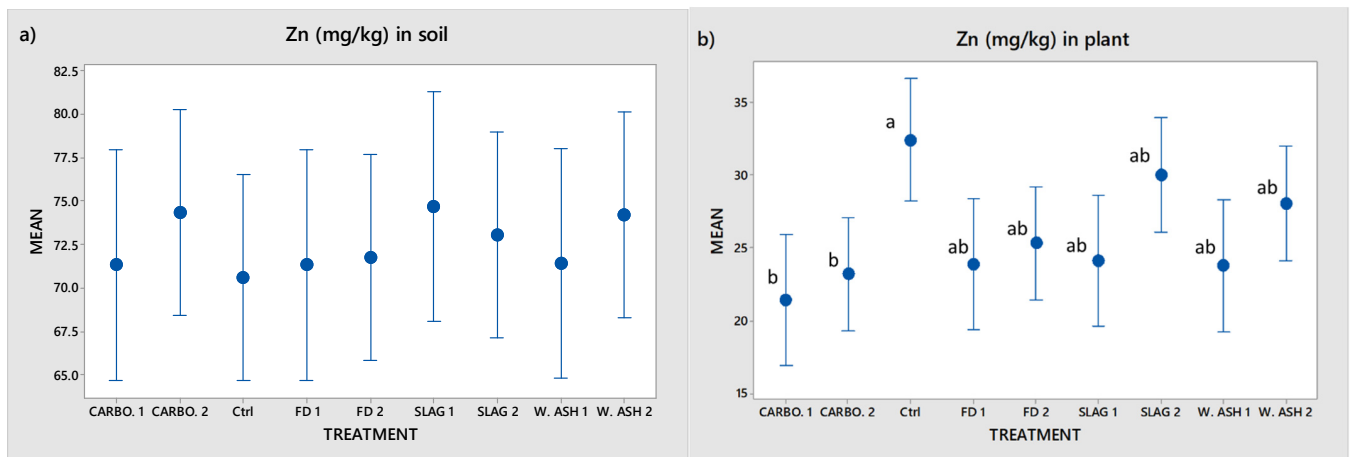 a) Zn (mg/kg) in soil
MEAN
82.5
80.0
77.5
75.0
72.5
70.0
67.5
65.0
CARBO. 1 CARBO. 2 Ctrl FD 1 FD 2 SLAG 1 SLAG 2 W. ASH 1 W. ASH 2
TREATMENT
b) Zn (mg/kg) in plant
MEAN
35
30
25
20
15
b b a ab ab ab ab ab ab
CARBO. 1 CARBO. 2 Ctrl FD 1 FD 2 SLAG 1 SLAG 2 W. ASH 1 W. ASH 2
TREATMENT